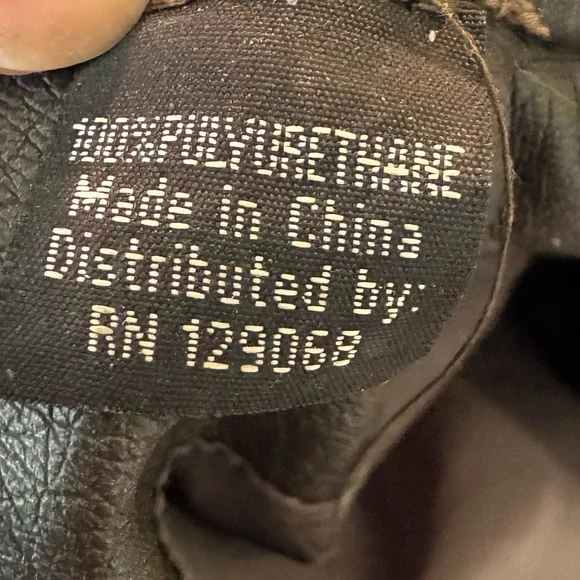 100%POLYURETHANE
Made in China
Distributed by:
RN 129068